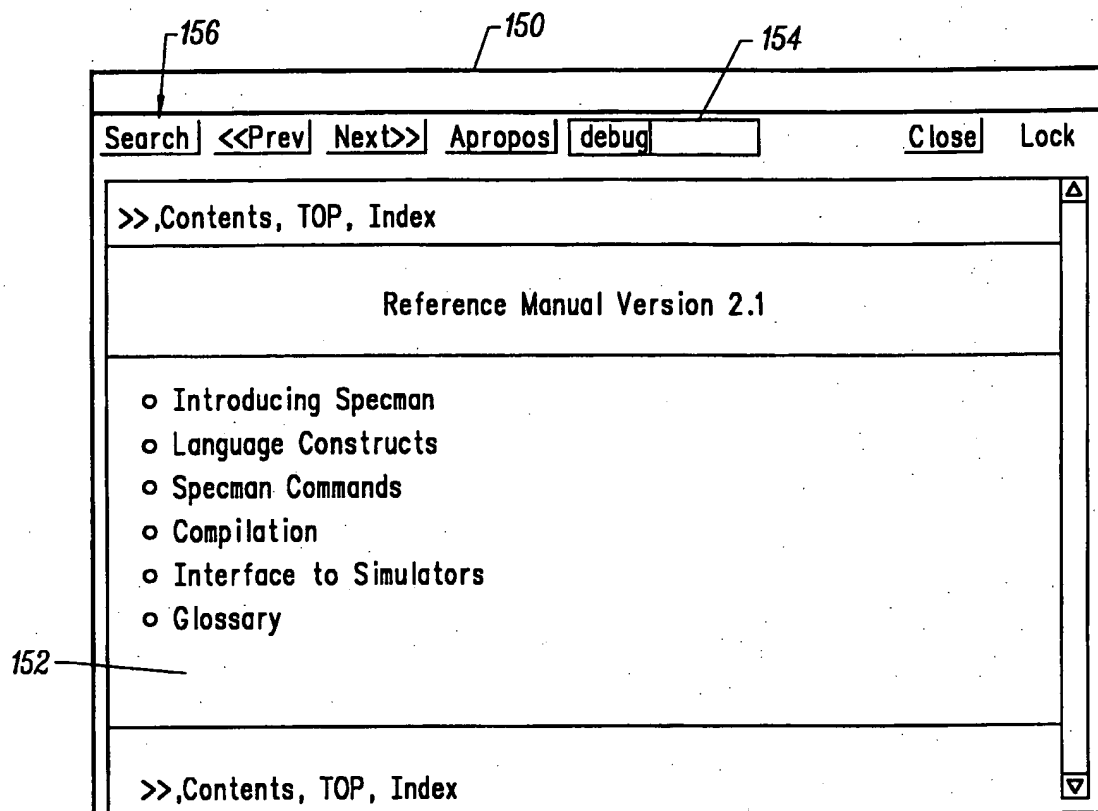 156 150 154
Search <<Prev Next>> Apropos debug Close Lock
>>,Contents, TOP, Index
Reference Manual Version 2.1
o Introducing Specman
o Language Constructs
o Specman Commands
o Compilation
o Interface to Simulators
o Glossary
152
>>,Contents, TOP, Index